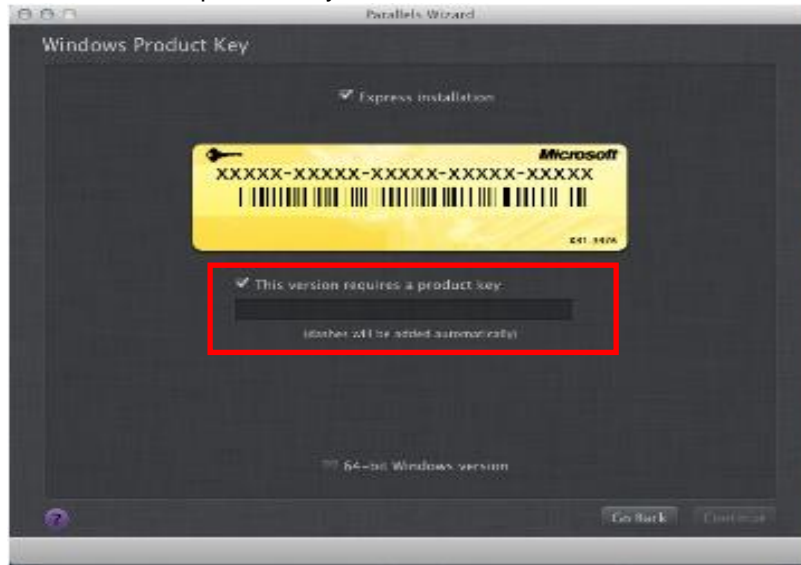 Parallels Wizard
Windows Product Key
Express installation
Microsoft
XXXXX-XXXXX-XXXXX-XXXXX-XXXXX
This version requires a product key:
(dashes will be added automatically)
64-bit Windows version
?
Go Back
Continue